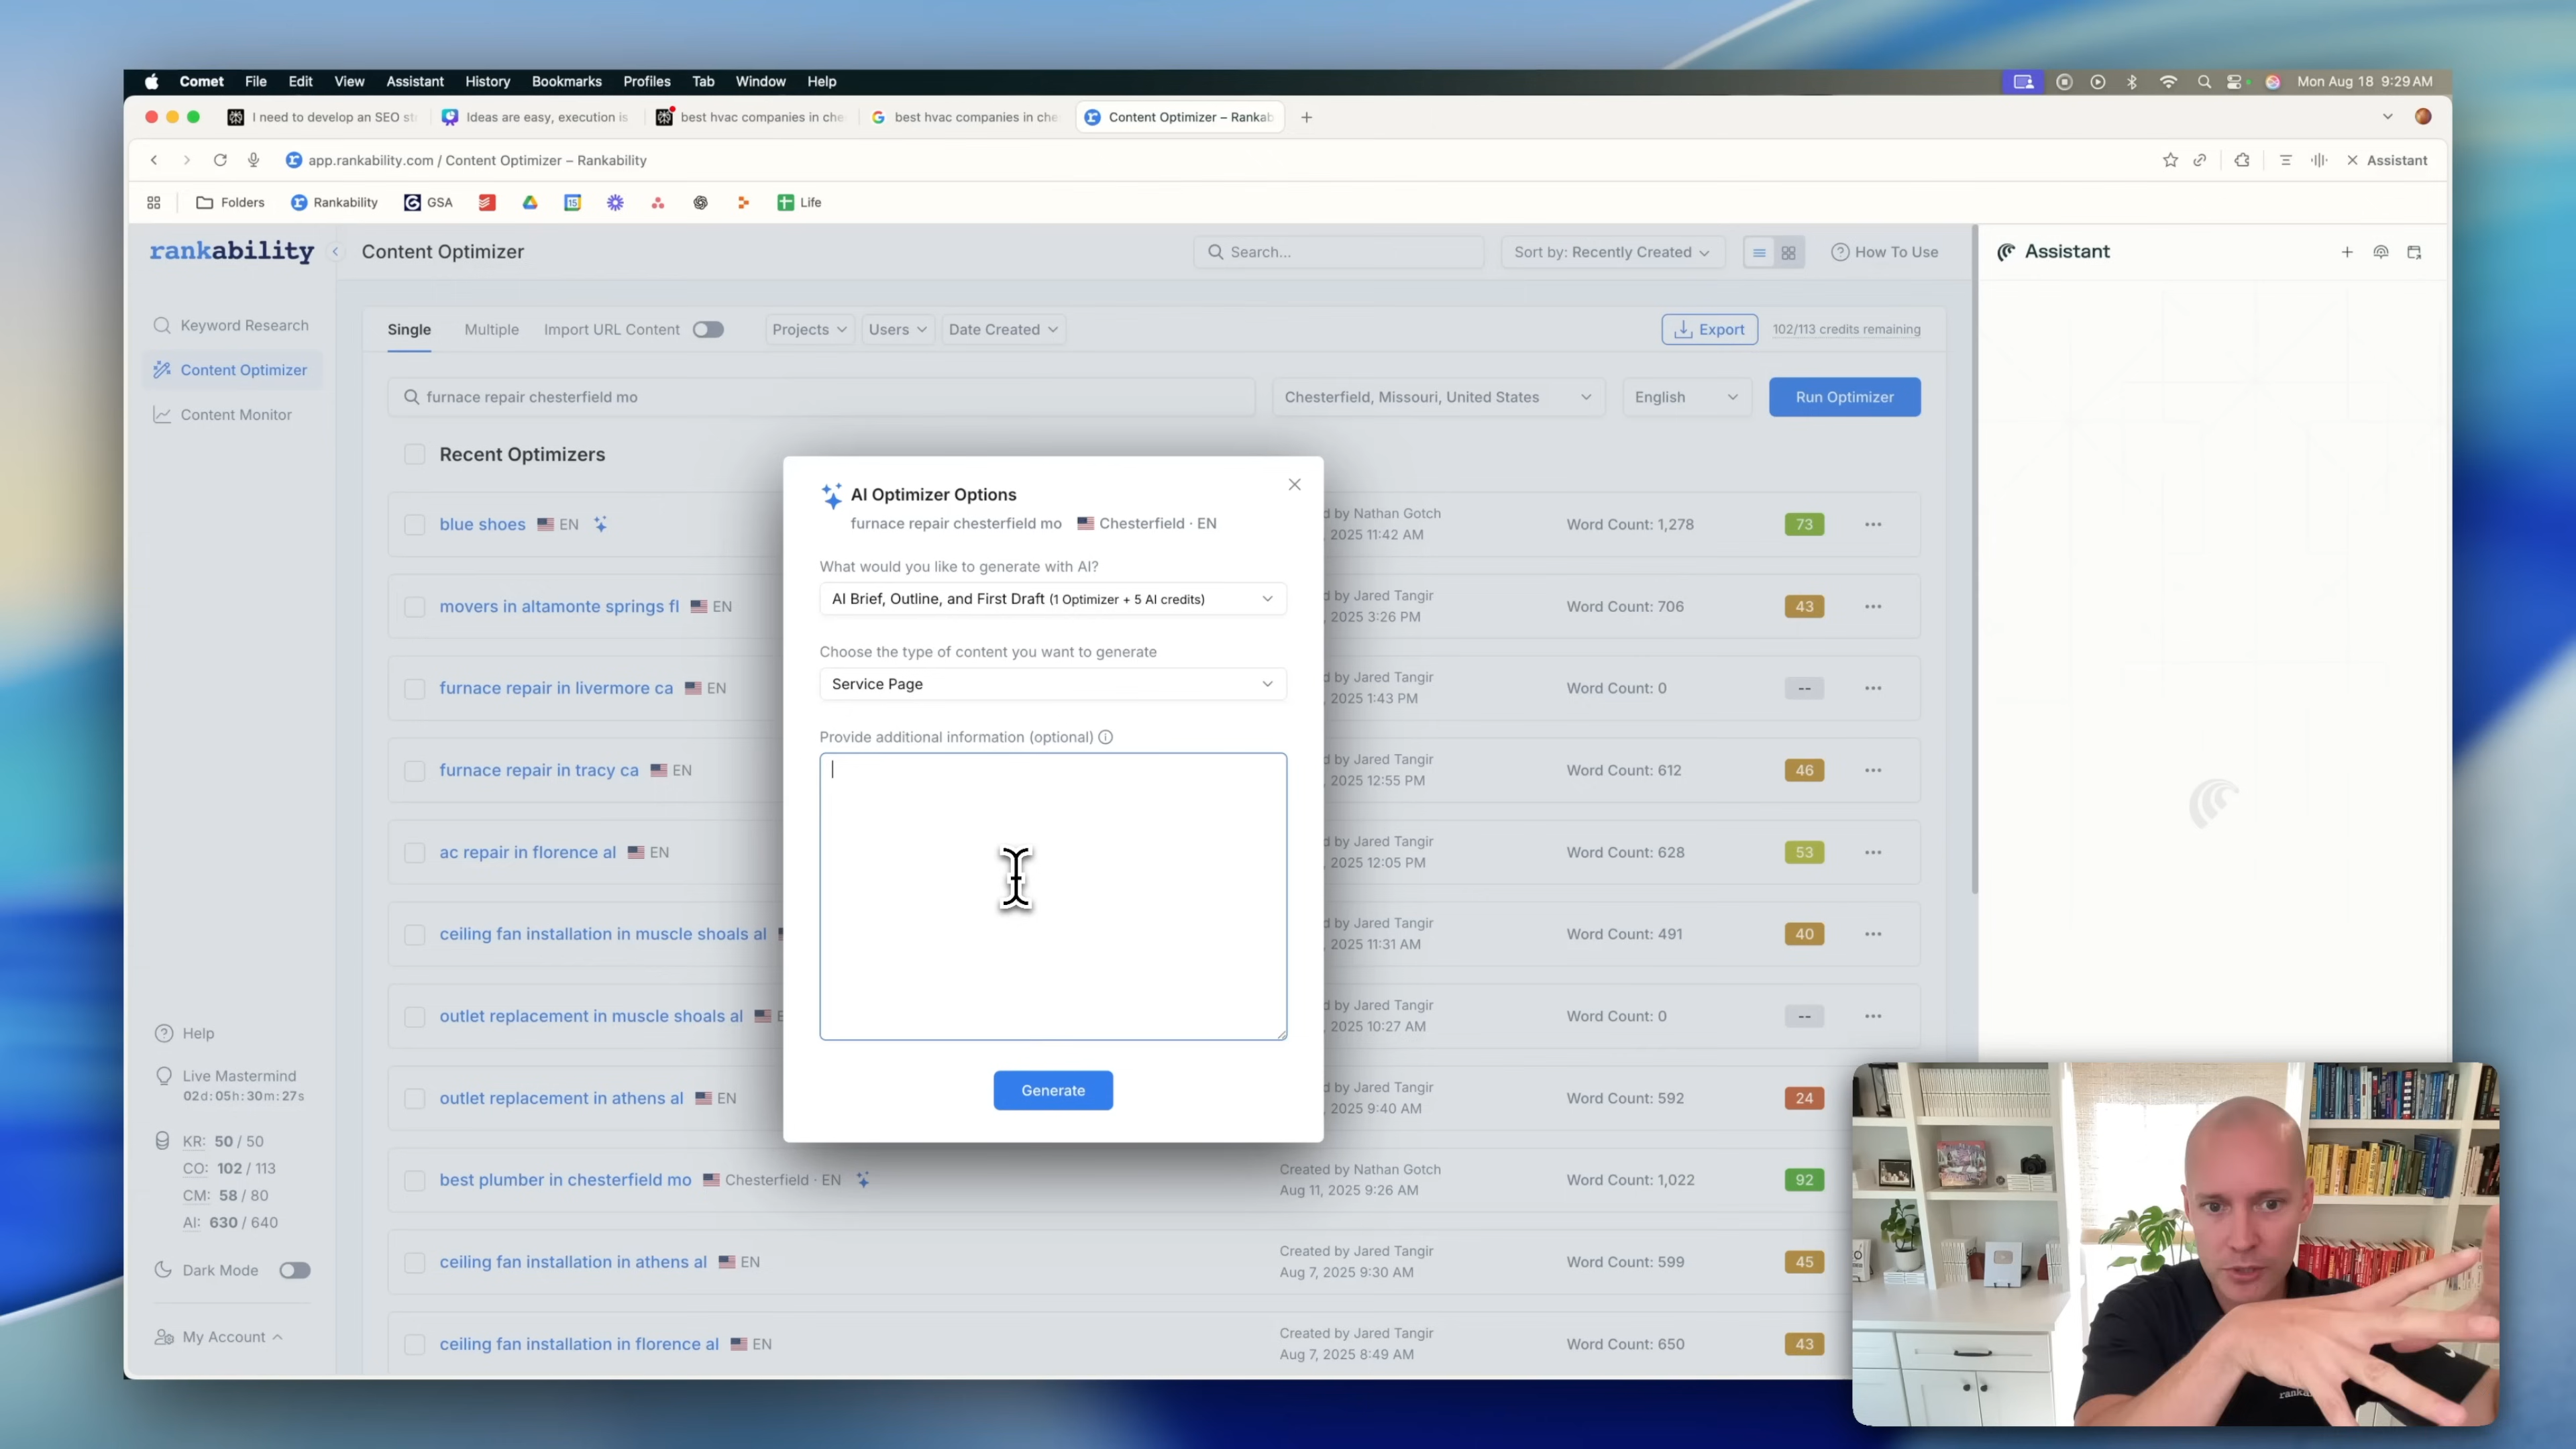 Comet File Edit View Assistant History Bookmarks Profiles Tab Window Help Mon Aug 18 9:29 AM
I need to develop an SEO st Ideas are easy, execution is best hvac companies in che best hvac companies in che Content Optimizer – Rankab
app.rankability.com / Content Optimizer – Rankability Assistant
Folders Rankability GSA 15 Life
rankability Content Optimizer Search... Sort by: Recently Created How To Use
Assistant
Keyword Research
Content Optimizer
Content Monitor
Single Multiple Import URL Content Projects Users Date Created Export 102/113 credits remaining
furnace repair chesterfield mo Chesterfield, Missouri, United States English Run Optimizer
Recent Optimizers
blue shoes EN d by Nathan Gotch Word Count: 1,278 73
, 2025 11:42 AM
movers in altamonte springs fl EN d by Jared Tangir Word Count: 706 43
, 2025 3:26 PM
furnace repair in livermore ca EN d by Jared Tangir Word Count: 0 --
, 2025 1:43 PM
furnace repair in tracy ca EN d by Jared Tangir Word Count: 612 46
, 2025 12:55 PM
ac repair in florence al EN d by Jared Tangir Word Count: 628 53
, 2025 12:05 PM
ceiling fan installation in muscle shoals al d by Jared Tangir Word Count: 491 40
, 2025 11:31 AM
outlet replacement in muscle shoals al E d by Jared Tangir Word Count: 0 --
, 2025 10:27 AM
outlet replacement in athens al EN d by Jared Tangir Word Count: 592 24
, 2025 9:40 AM
best plumber in chesterfield mo Chesterfield · EN Created by Nathan Gotch Word Count: 1,022 92
Aug 11, 2025 9:26 AM
ceiling fan installation in athens al EN Created by Jared Tangir Word Count: 599 45
Aug 7, 2025 9:30 AM
ceiling fan installation in florence al EN Created by Jared Tangir Word Count: 650 43
Aug 7, 2025 8:49 AM
AI Optimizer Options
furnace repair chesterfield mo Chesterfield · EN
What would you like to generate with AI?
AI Brief, Outline, and First Draft (1 Optimizer + 5 AI credits)
Choose the type of content you want to generate
Service Page
Provide additional information (optional)
Generate
Help
Live Mastermind
02d: 05h: 30m: 27s
KR: 50 / 50
CO: 102 / 113
CM: 58 / 80
AI: 630 / 640
Dark Mode
My Account